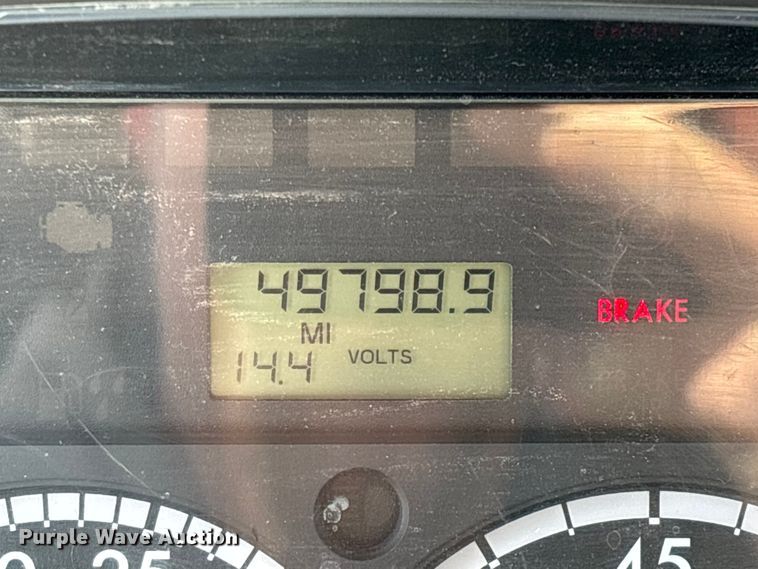 49798.9
MI
BRAKE
14.4 VOLTS
25
45
Purple Wave Auction